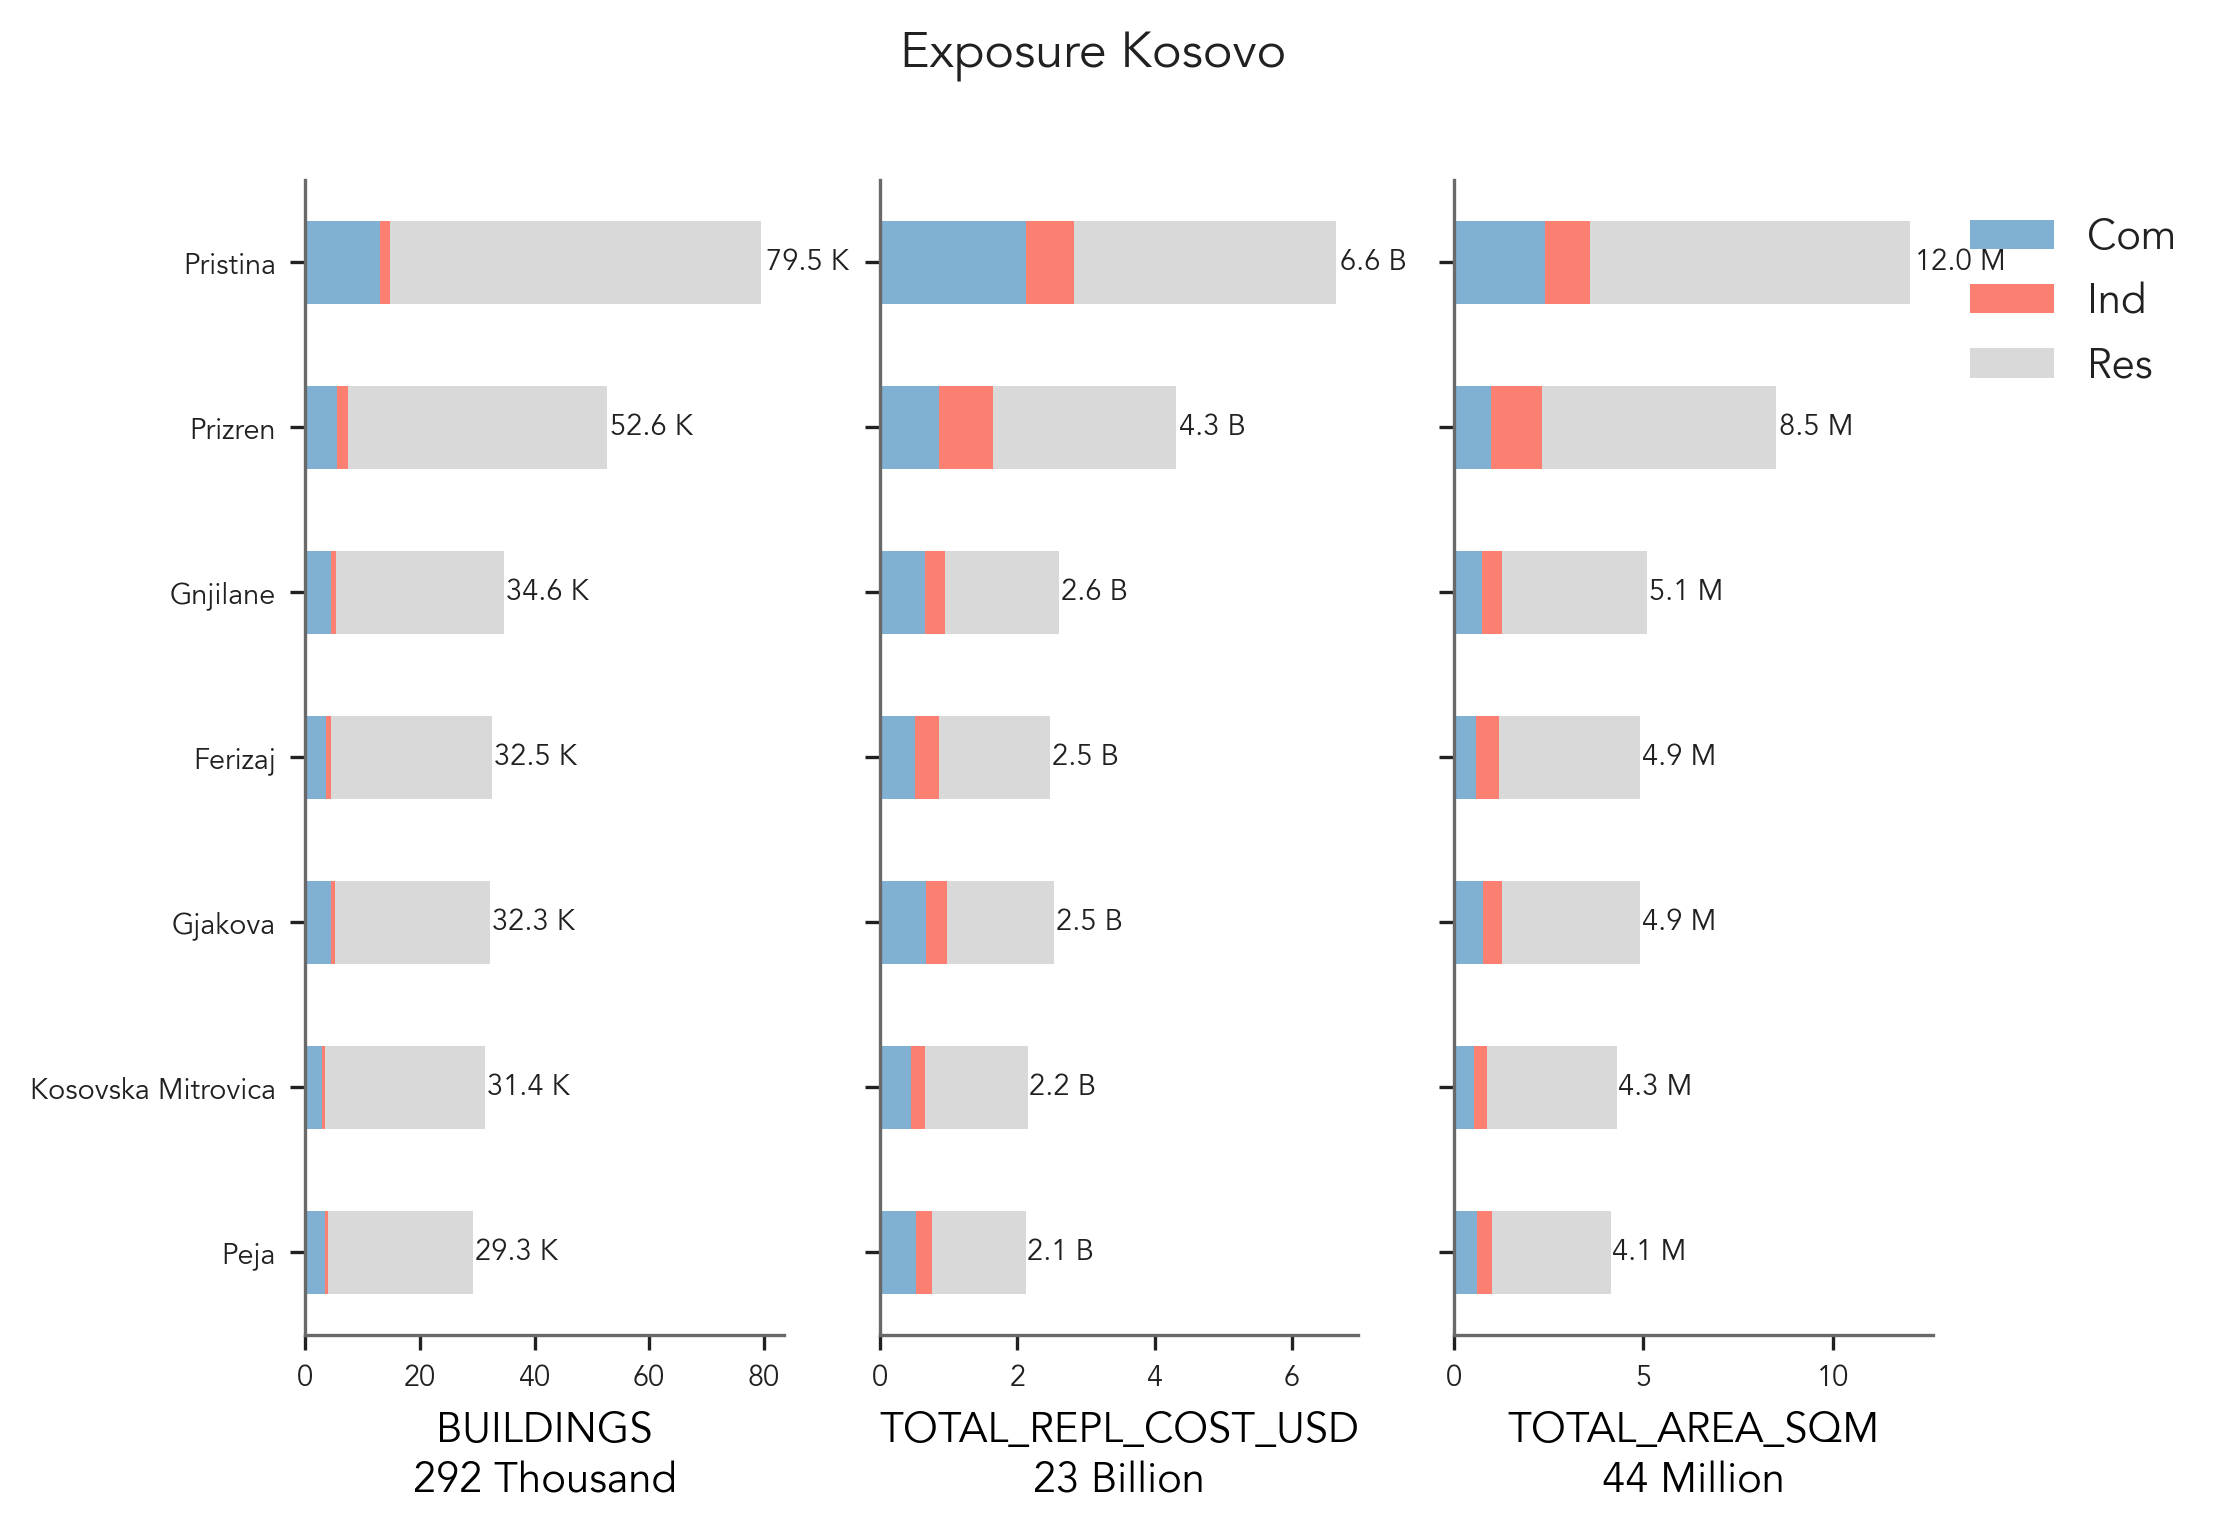 Exposure Kosovo
Pristina
79.5 K
6.6 B
12.0 M
Com
Ind
Res
Prizren
52.6 K
4.3 B
8.5 M
Gnjilane
34.6 K
2.6 B
5.1 M
Ferizaj
32.5 K
2.5 B
4.9 M
Gjakova
32.3 K
2.5 B
4.9 M
Kosovska Mitrovica
31.4 K
2.2 B
4.3 M
Peja
29.3 K
2.1 B
4.1 M
0 20 40 60 80
0 2 4 6
0 5 10
BUILDINGS
292 Thousand
TOTAL_REPL_COST_USD
23 Billion
TOTAL_AREA_SQM
44 Million